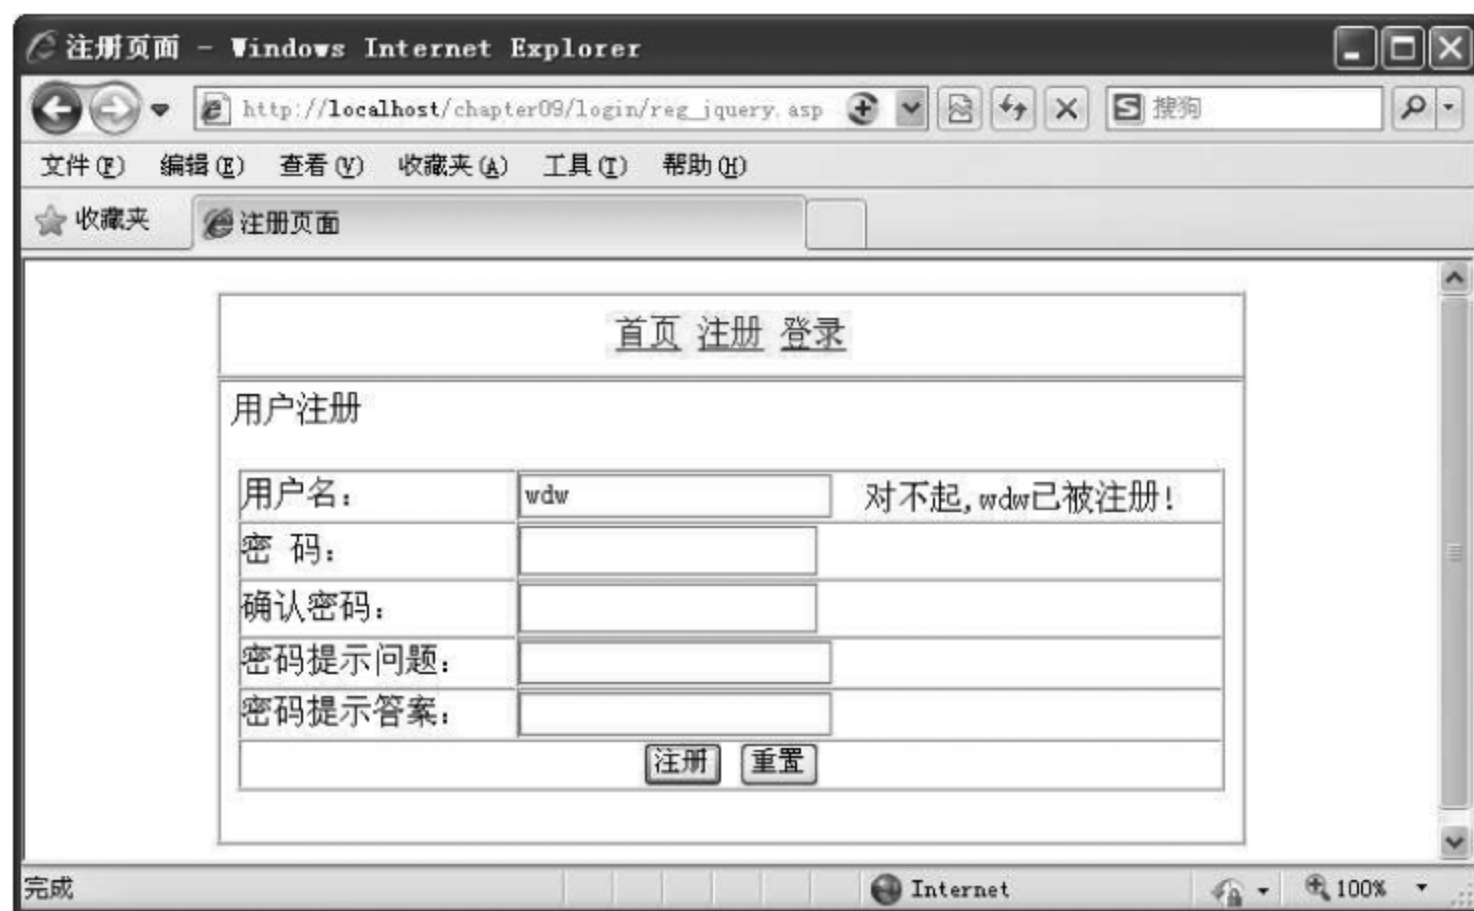 注册页面 - Windows Internet Explorer
http://localhost/chapter09/login/reg_jquery.asp 搜狗
文件(F) 编辑(E) 查看(V) 收藏夹(A) 工具(T) 帮助(H)
收藏夹 注册页面
首页 注册 登录
用户注册
用户名： wdw 对不起,wdw已被注册!
密 码：
确认密码：
密码提示问题：
密码提示答案：
注册 重置
完成 Internet 100%